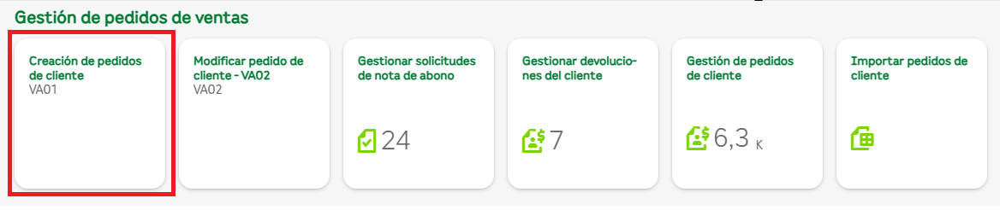 Gestión de pedidos de ventas
Creación de pedidos
de cliente
VA01
Modificar pedido de
cliente - VA02
VA02
Gestionar solicitudes
de nota de abono
24
Gestionar devolucio-
nes del cliente
7
Gestión de pedidos
de cliente
6,3 K
Importar pedidos de
cliente